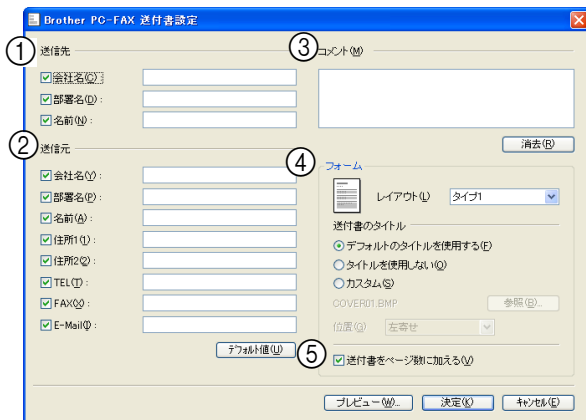 Brother PC-FAX 送付書設定
① 送信先
会社名(C) :
部署名(D) :
名前(N) :
② 送信元
会社名(Y) :
部署名(P) :
名前(A) :
住所1(1) :
住所2(2) :
TEL(T) :
FAX(X) :
E-Mail(I) :
デフォルト値(U)
③ コメント(M)
消去(R)
④ フォーム
レイアウト(L) タイプ1
送付書のタイトル
デフォルトのタイトルを使用する(F)
タイトルを使用しない(O)
カスタム(S)
COVER01.BMP 参照(B)...
位置(G) 左寄せ
⑤ 送付書をページ数に加える(V)
プレビュー(W)... 決定(K) キャンセル(E)